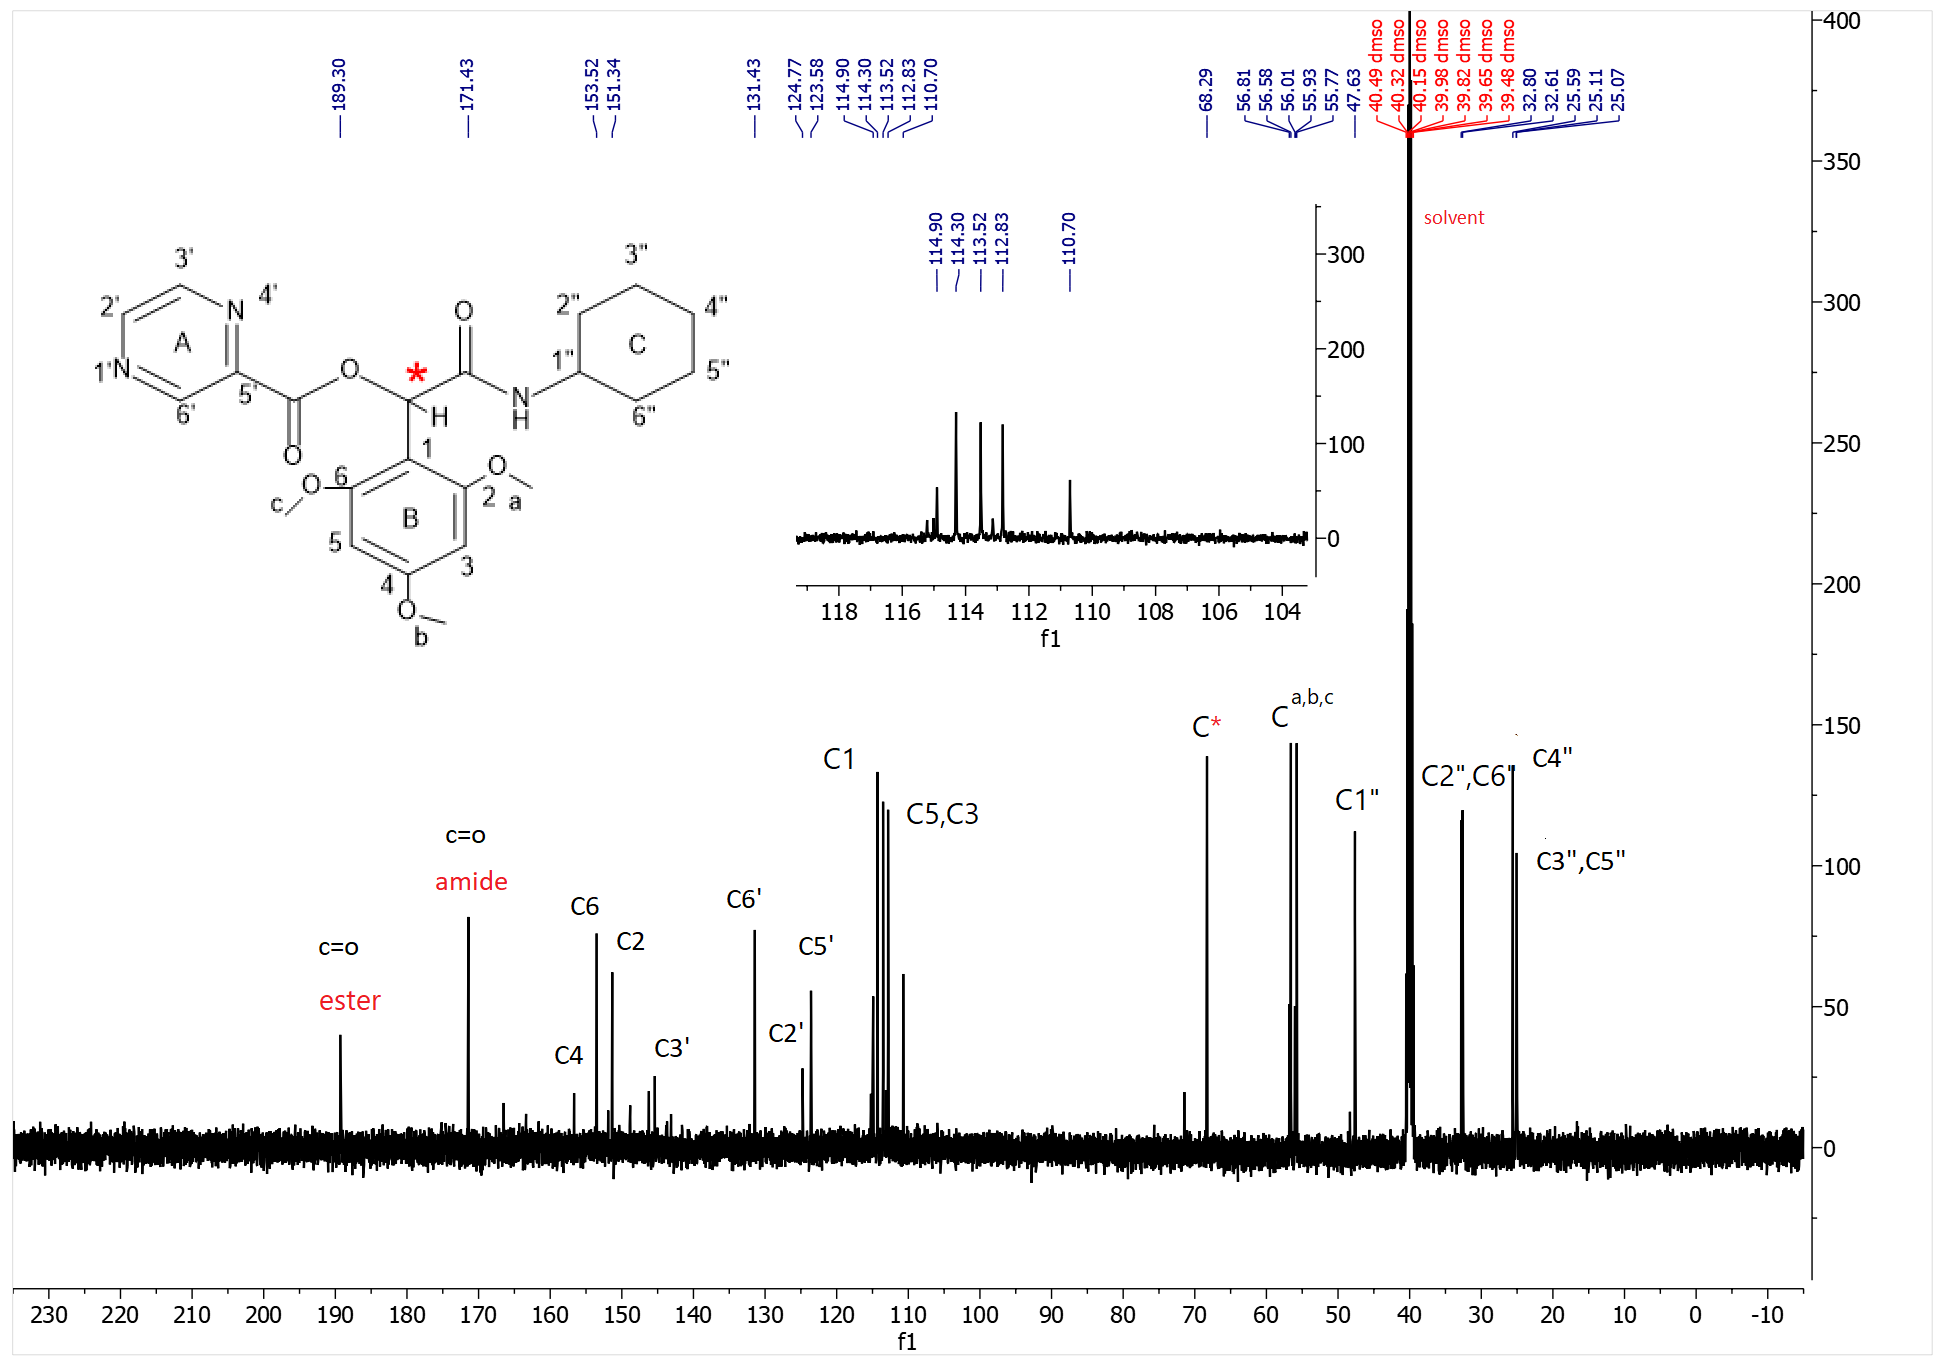 189.30
171.43
153.52
151.34
131.43
124.77
123.58
114.90
114.30
113.52
112.83
110.70
68.29
56.81
56.58
56.01
55.93
55.77
47.63
40.49 dmso
40.32 dmso
40.15 dmso
39.98 dmso
39.82 dmso
39.65 dmso
39.48 dmso
32.80
32.61
25.59
25.11
25.07
solvent
3'
2'
4'
N
A
1'
N
5'
6'
O
O
*
O
H
N
H
1"
2"
3"
4"
5"
6"
C
1
6
O
c
O
2
a
B
5
4
3
O
b
114.90
114.30
113.52
112.83
110.70
300
200
100
0
118 116 114 112 110 108 106 104
f1
c=o
ester
c=o
amide
C4
C6
C2
C3'
C6'
C2'
C5'
C1
C5,C3
C*
C a,b,c
C1"
C2",C6"
C4"
C3",C5"
400
350
300
250
200
150
100
50
0
230 220 210 200 190 180 170 160 150 140 130 120 110 100 90 80 70 60 50 40 30 20 10 0 -10
f1